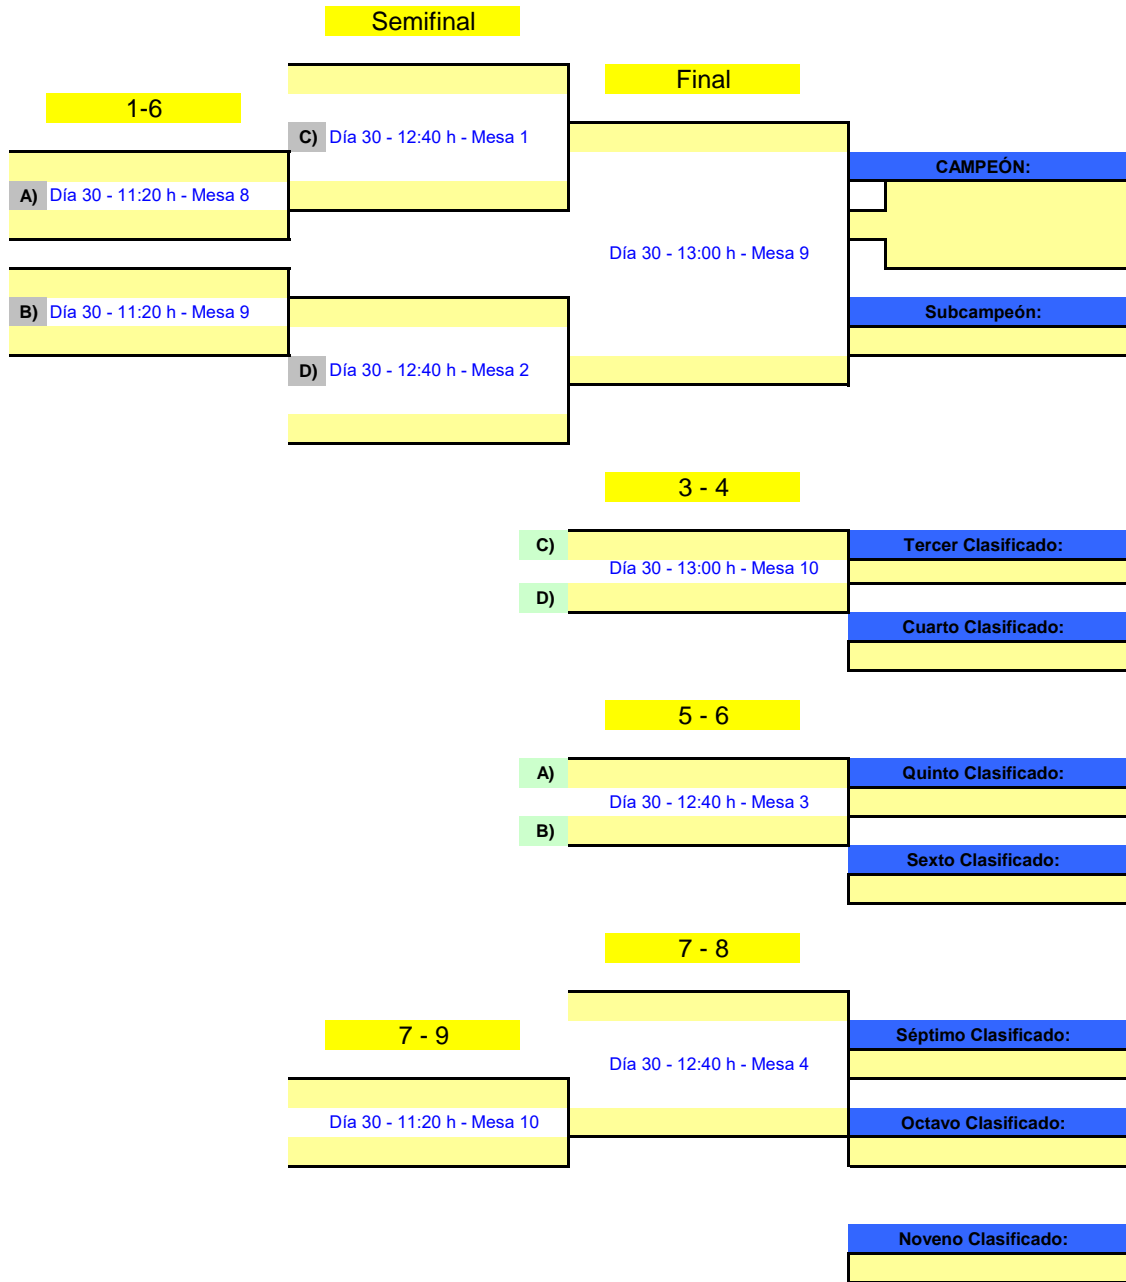 Semifinal
Final
1-6
C) Día 30 - 12:40 h - Mesa 1
CAMPEÓN:
A) Día 30 - 11:20 h - Mesa 8
Día 30 - 13:00 h - Mesa 9
B) Día 30 - 11:20 h - Mesa 9
Subcampeón:
D) Día 30 - 12:40 h - Mesa 2
3 - 4
C)
Tercer Clasificado:
Día 30 - 13:00 h - Mesa 10
D)
Cuarto Clasificado:
5 - 6
A)
Quinto Clasificado:
Día 30 - 12:40 h - Mesa 3
B)
Sexto Clasificado:
7 - 8
7 - 9
Séptimo Clasificado:
Día 30 - 12:40 h - Mesa 4
Día 30 - 11:20 h - Mesa 10
Octavo Clasificado:
Noveno Clasificado: